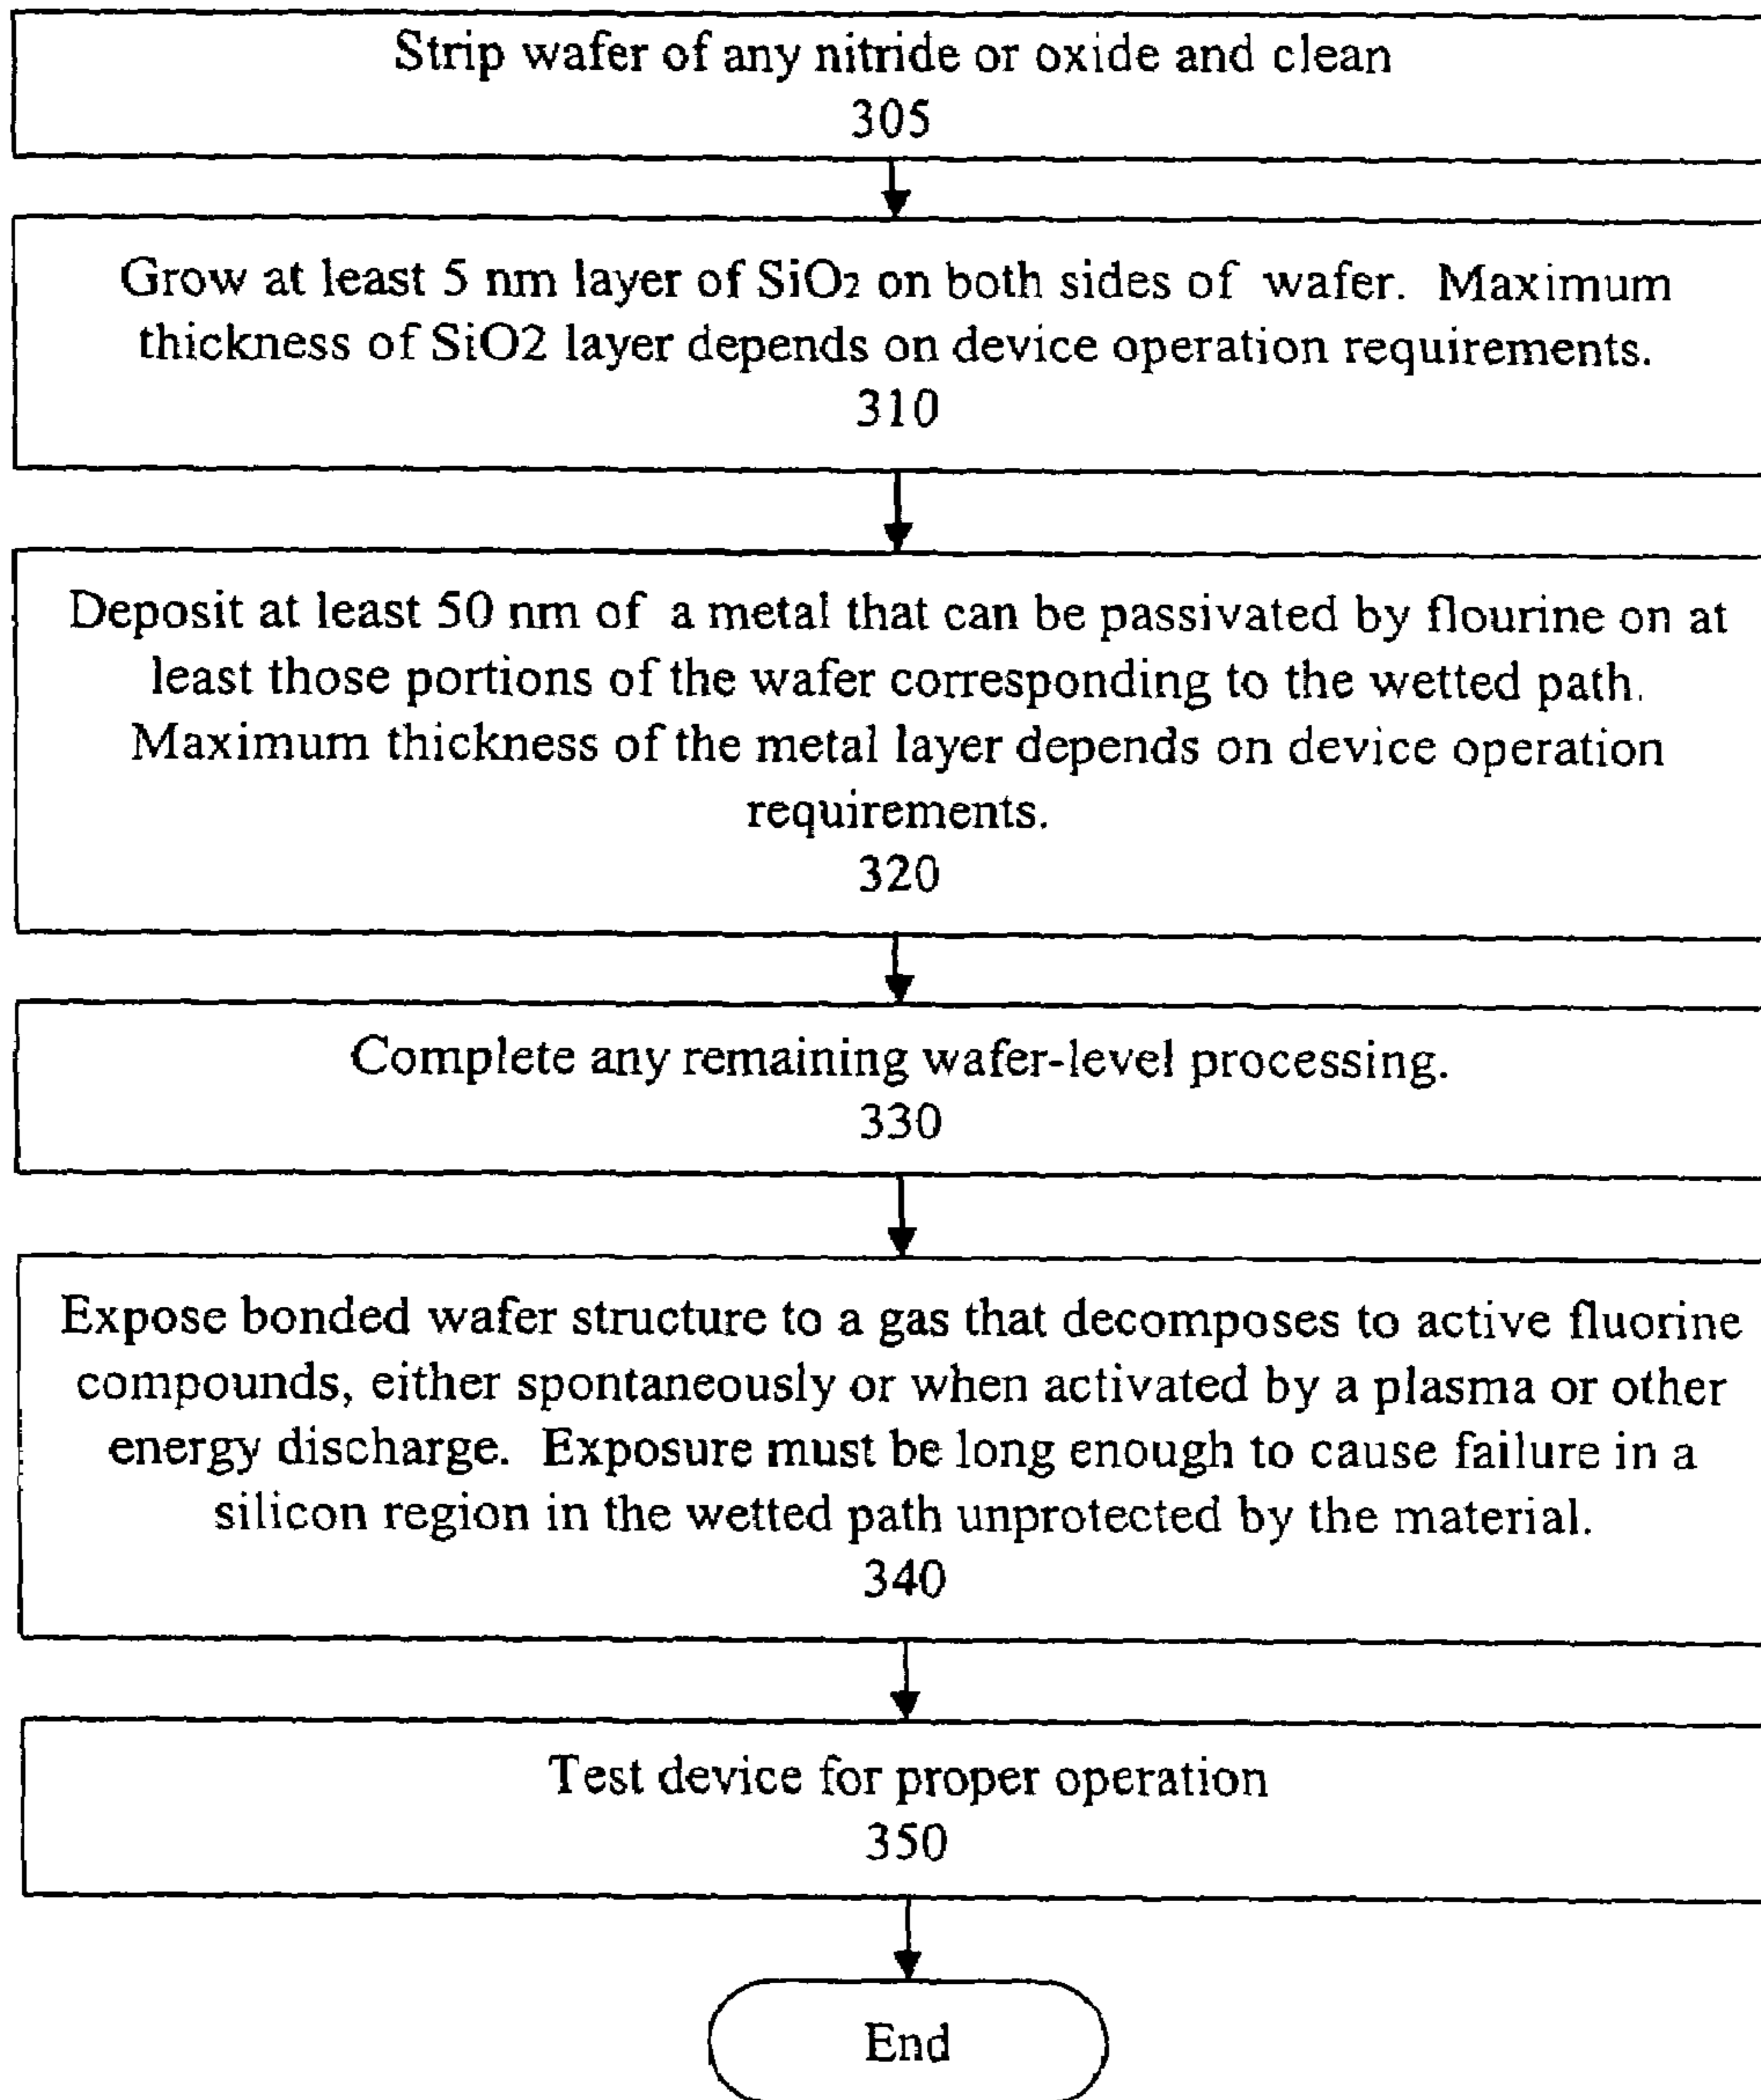 Strip wafer of any nitride or oxide and clean
305
Grow at least 5 nm layer of SiO₂ on both sides of wafer. Maximum
thickness of SiO2 layer depends on device operation requirements.
310
Deposit at least 50 nm of a metal that can be passivated by flourine on at
least those portions of the wafer corresponding to the wetted path.
Maximum thickness of the metal layer depends on device operation
requirements.
320
Complete any remaining wafer-level processing.
330
Expose bonded wafer structure to a gas that decomposes to active fluorine
compounds, either spontaneously or when activated by a plasma or other
energy discharge. Exposure must be long enough to cause failure in a
silicon region in the wetted path unprotected by the material.
340
Test device for proper operation
350
End